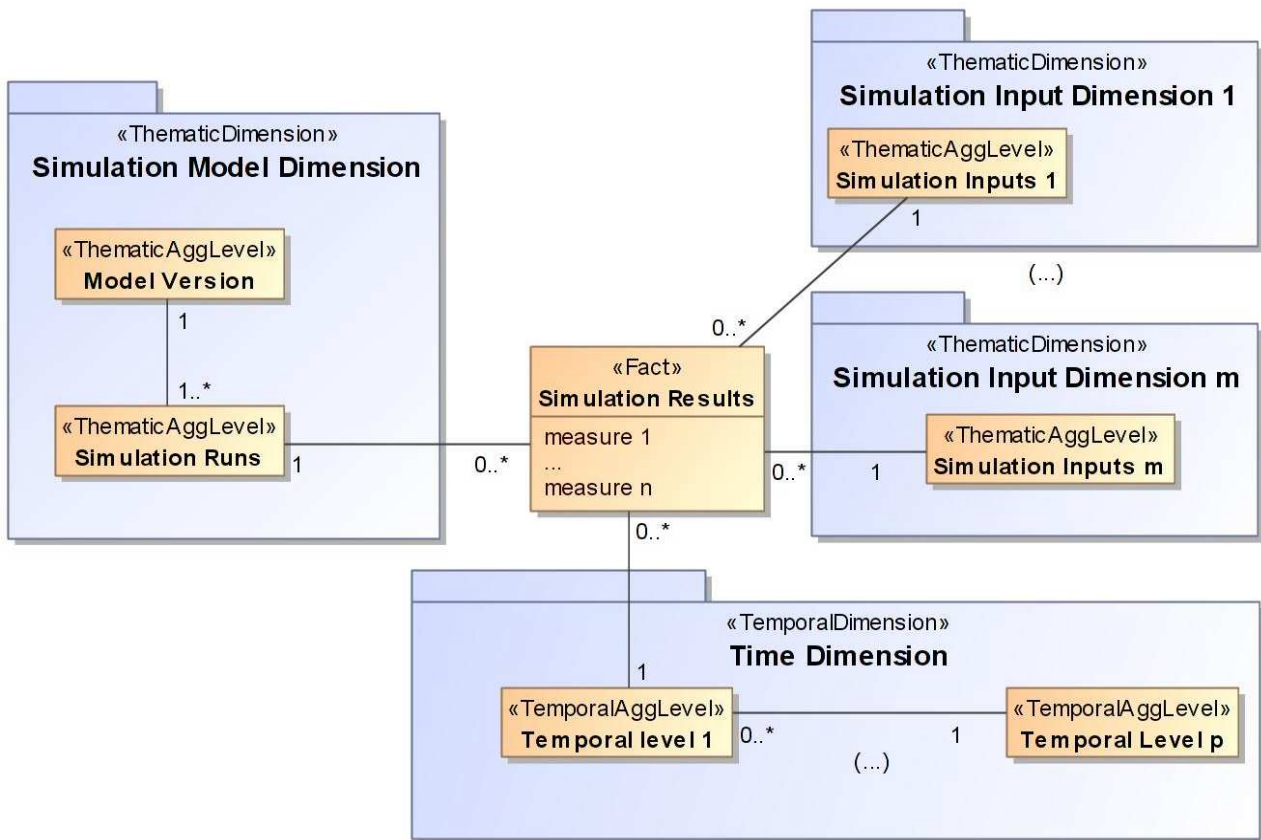 «ThematicDimension»
Simulation Model Dimension
«ThematicAggLevel»
Model Version
1
1..*
«ThematicAggLevel»
Simulation Runs
1
0..*
«Fact»
Simulation Results
measure 1
...
measure n
«ThematicDimension»
Simulation Input Dimension 1
«ThematicAggLevel»
Simulation Inputs 1
1
0..*
(...)
«ThematicDimension»
Simulation Input Dimension m
«ThematicAggLevel»
Simulation Inputs m
0..*
1
0..*
1
«TemporalDimension»
Time Dimension
«TemporalAggLevel»
Temporal level 1
0..*
1
(...)
«TemporalAggLevel»
Temporal Level p